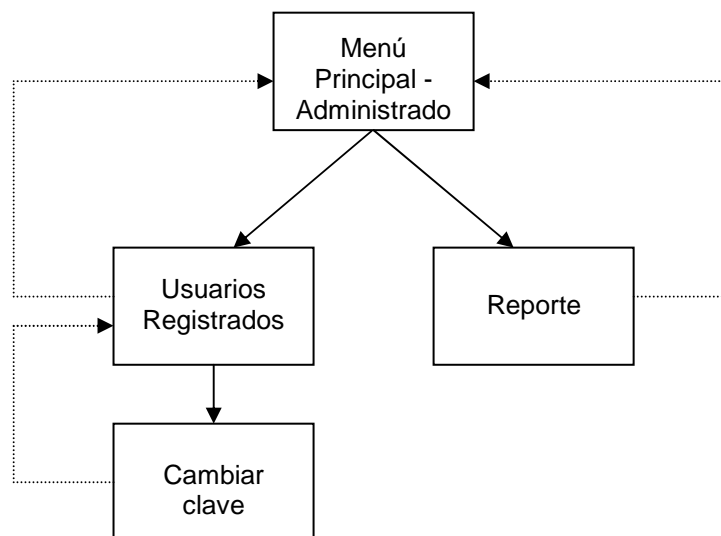 Menú
Principal -
Administrado
Usuarios
Registrados
Reporte
Cambiar
clave